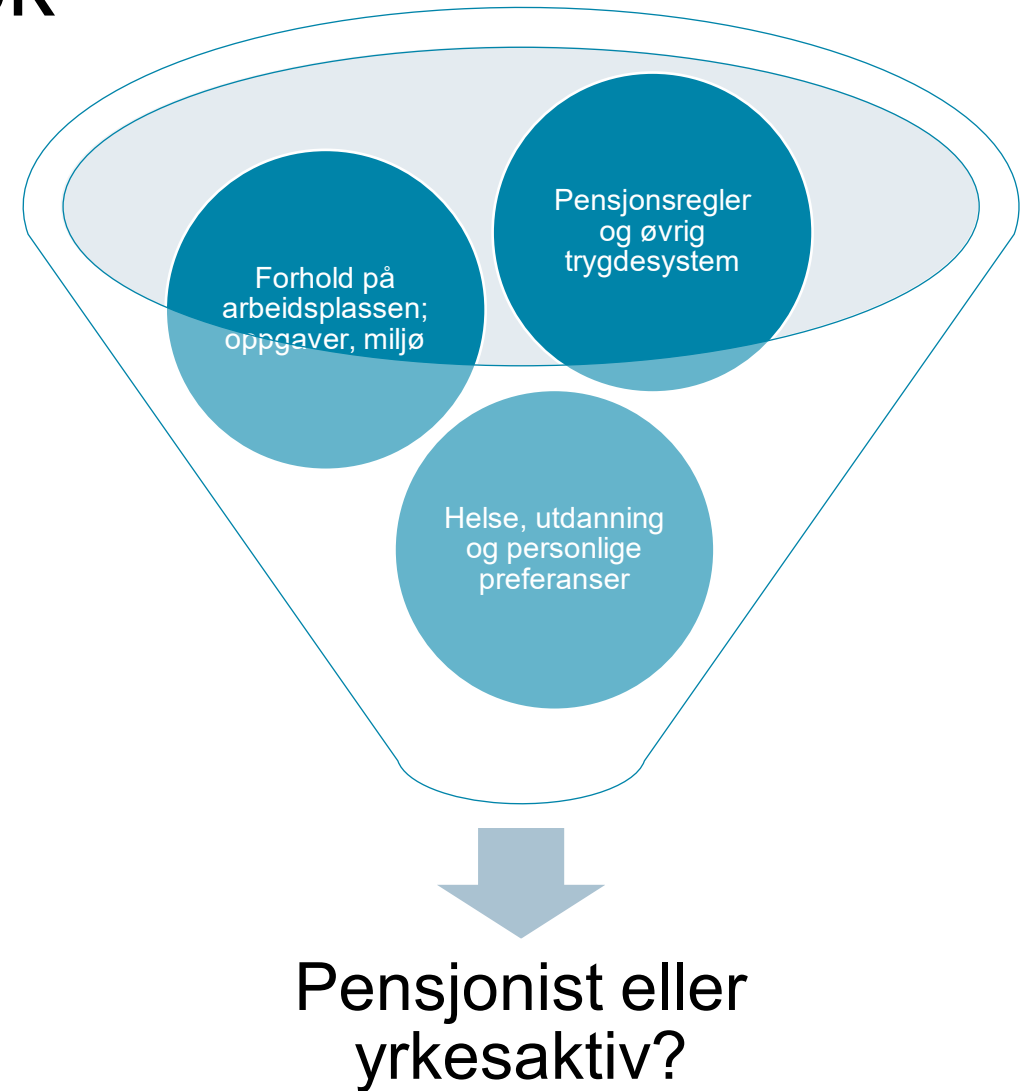 Pensjonsregler
og øvrig
trygdesystem
Forhold på
arbeidsplassen;
oppgaver, miljø
Helse, utdanning
og personlige
preferanser
Pensjonist eller
yrkesaktiv?